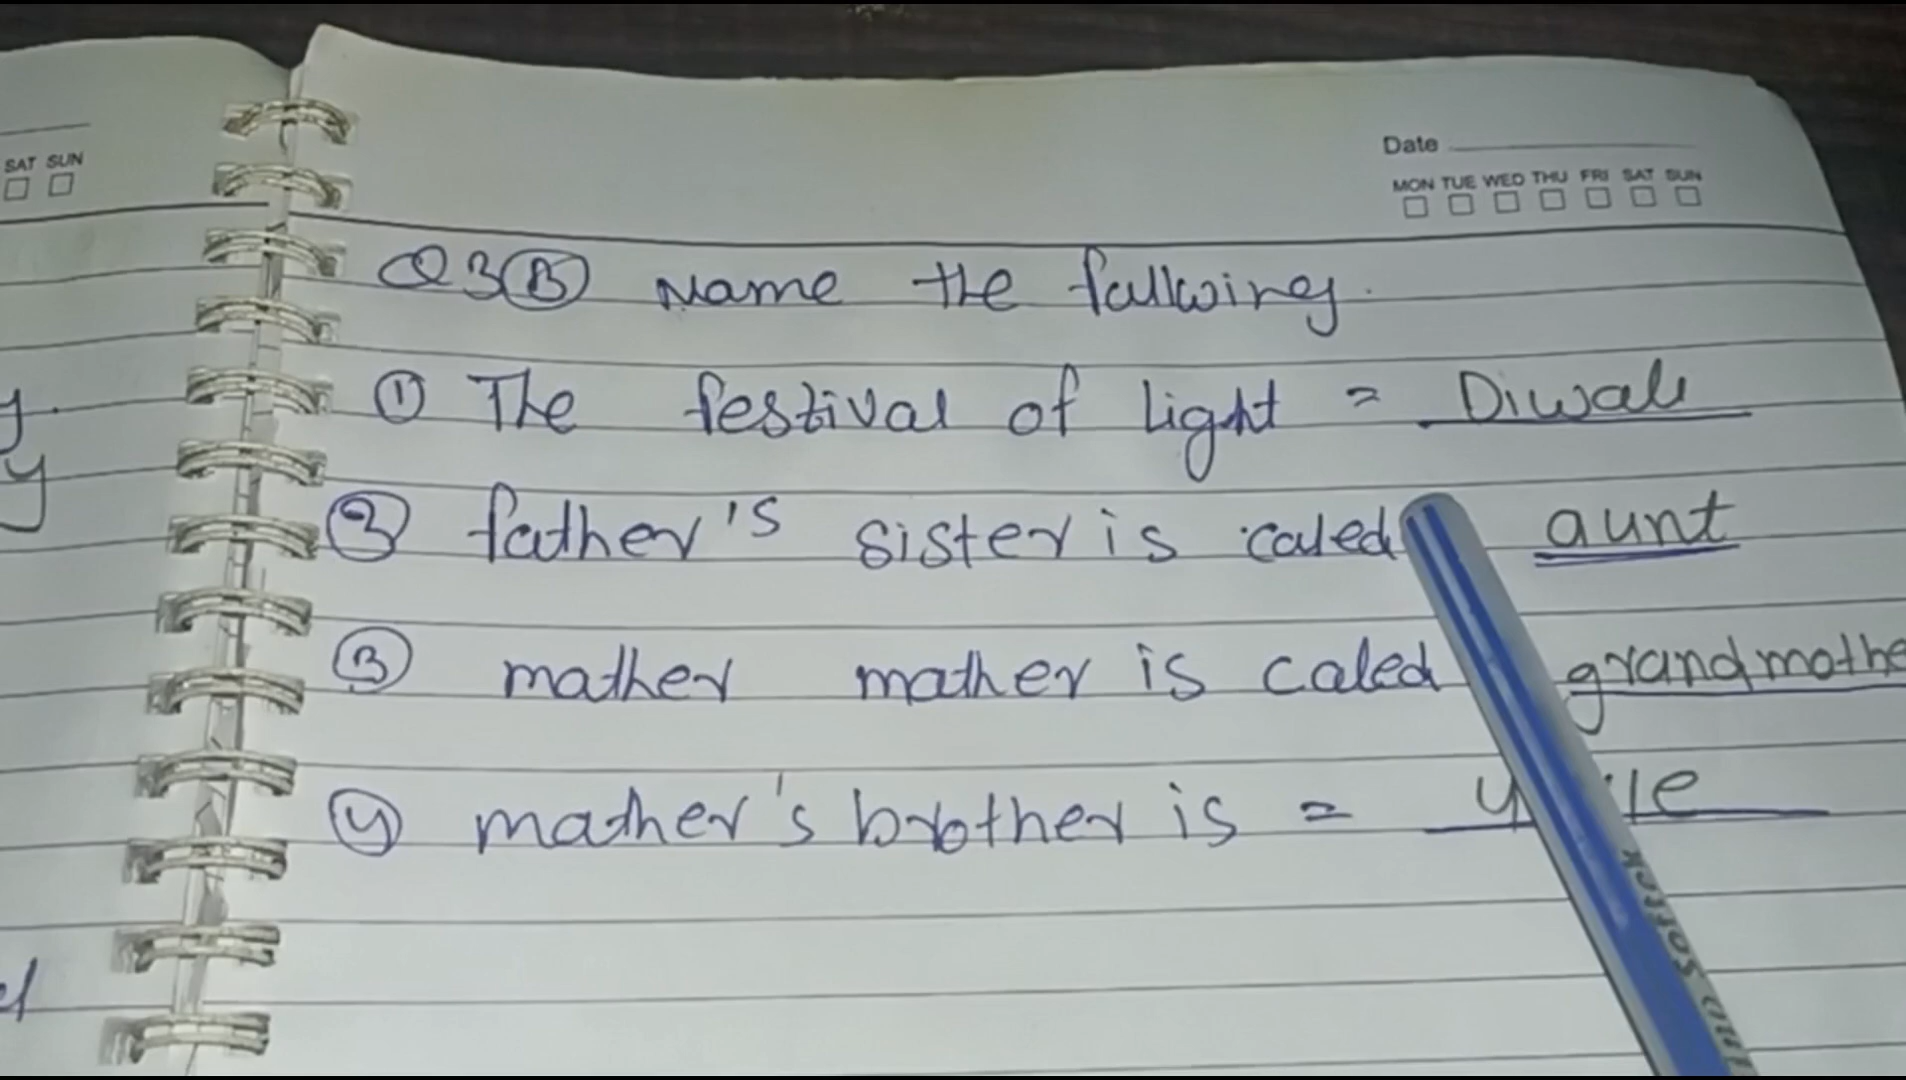 SAT SUN
Date
MON TUE WED THU FRI SAT SUN
Q3 (B) Name the fallwing.
① The festival of light = Diwali
② father's sister is caled aunt
③ mather mather is caled grandmothe
④ mather's brother is =